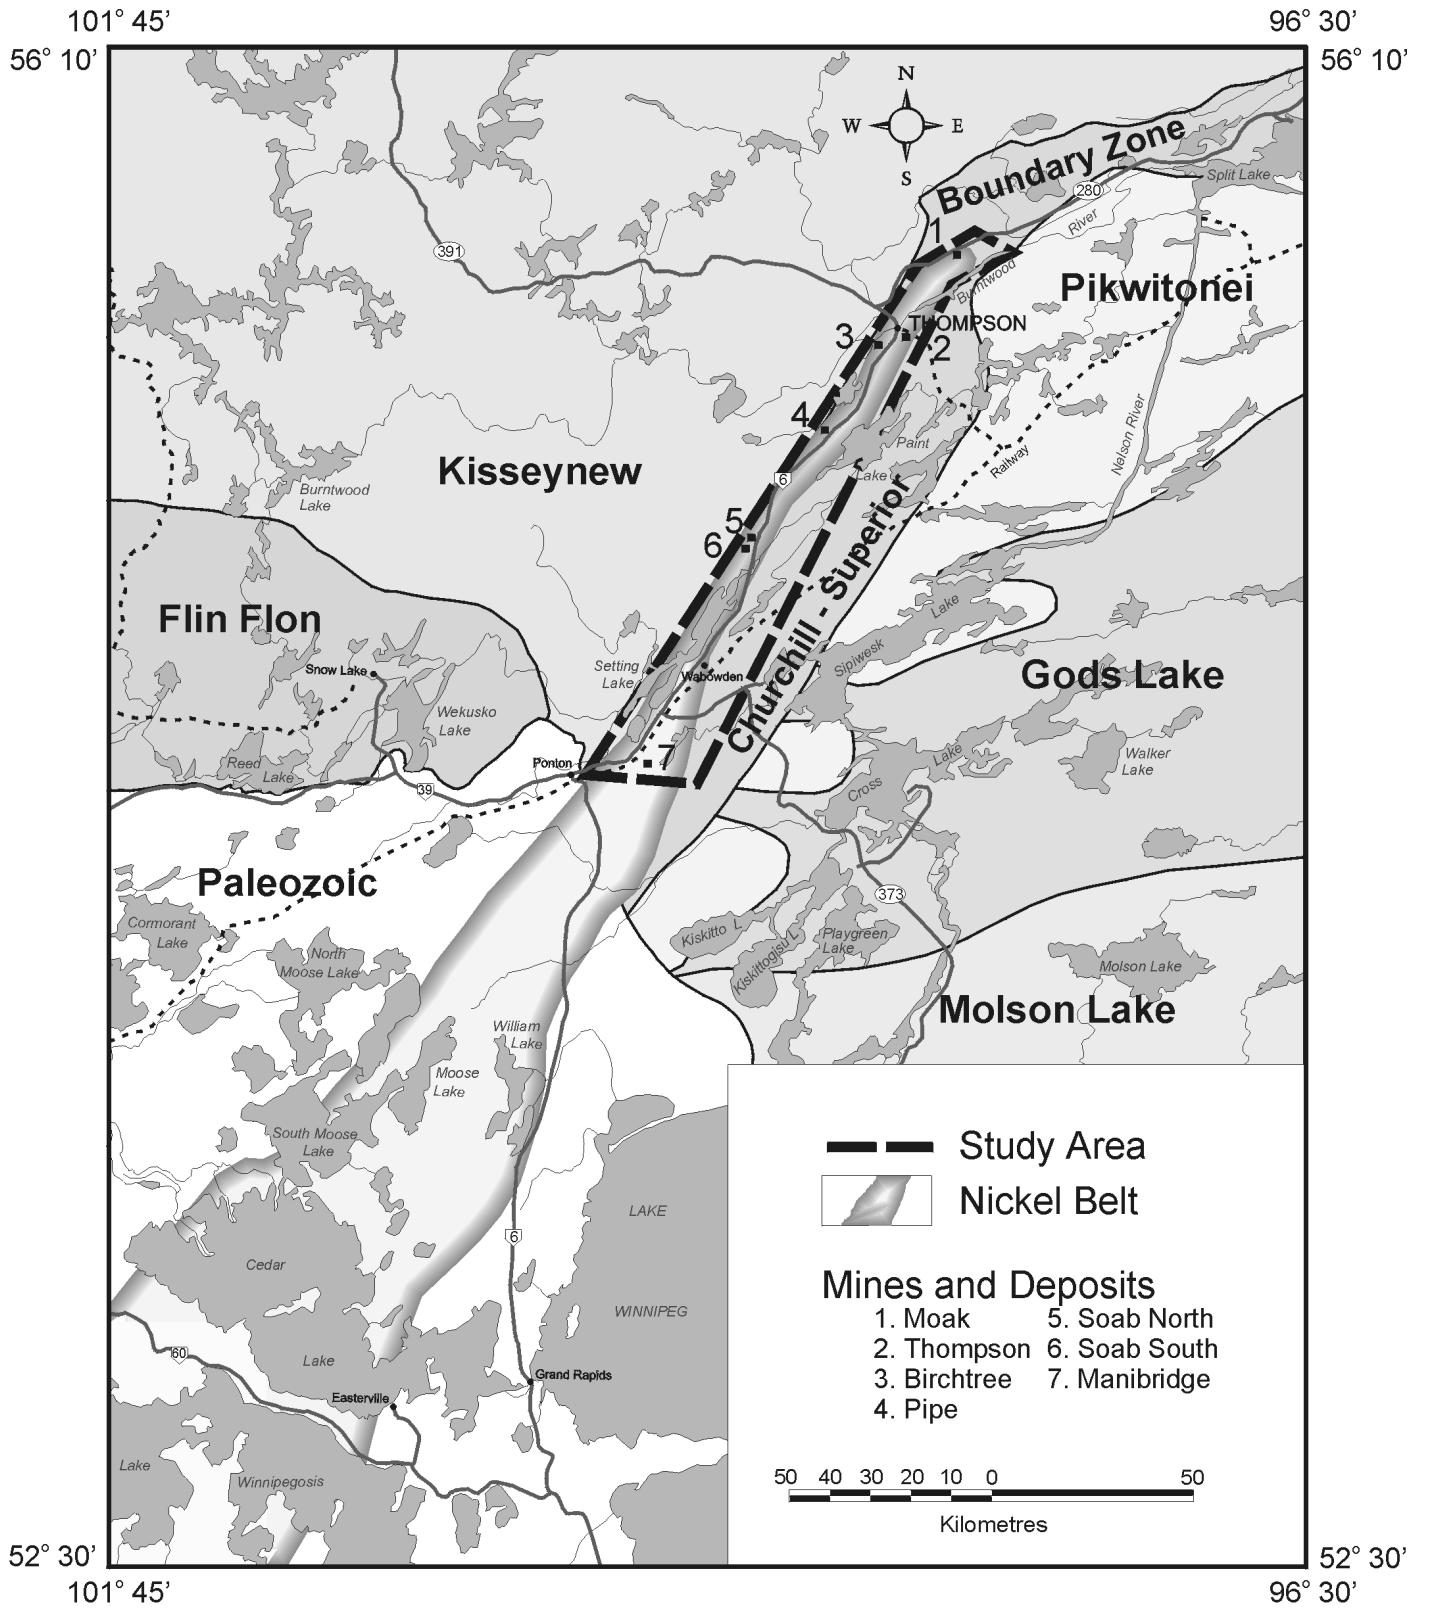 101° 45’
96° 30’
56° 10’
56° 10’
N
W
E
S
Boundary Zone
280
Split Lake
River
1
391
Burntwood
Pikwitonei
THOMPSON
3
2
4
Paint
Lake
Nelson River
Railway
Kisseynew
6
Burntwood
Lake
5
6
Churchill - Superior
Flin Flon
Lake
Sipiwesk
Snow Lake
Setting
Lake
Wabowden
Gods Lake
Wekusko
Lake
Reed
Lake
Ponton
7
Lake
Walker
Lake
Cross
39
Paleozoic
373
Cormorant
Lake
Kiskitto L.
Kiskittogisu L.
Playgreen
Lake
North
Moose Lake
Molson Lake
Molson Lake
William
Lake
Moose
Lake
South Moose
Lake
Study Area
Nickel Belt
LAKE
6
Cedar
WINNIPEG
Mines and Deposits
1. Moak
5. Soab North
2. Thompson
6. Soab South
3. Birchtree
7. Manibridge
4. Pipe
60
Lake
Grand Rapids
Easterville
Lake
Winnipegosis
50 40 30 20 10 0 50
Kilometres
52° 30’
52° 30’
101° 45’
96° 30’